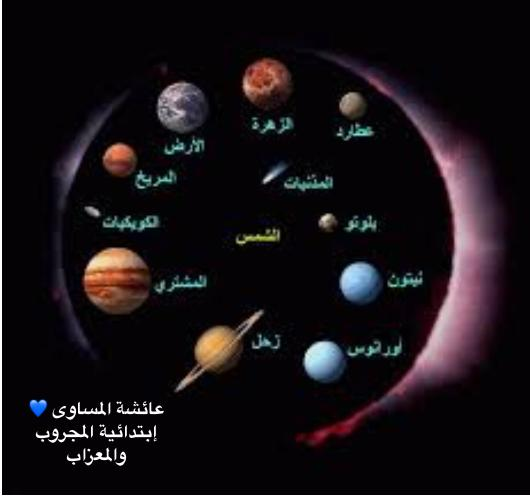 عطارد
الزهرة
الأرض
المريخ
المذنبات
الكويكبات
بلوتو
الشمس
المشتري
نبتون
زحل
أورانوس
عائشة المساوى 💙
إبتدائية المجروب
والمعزاب